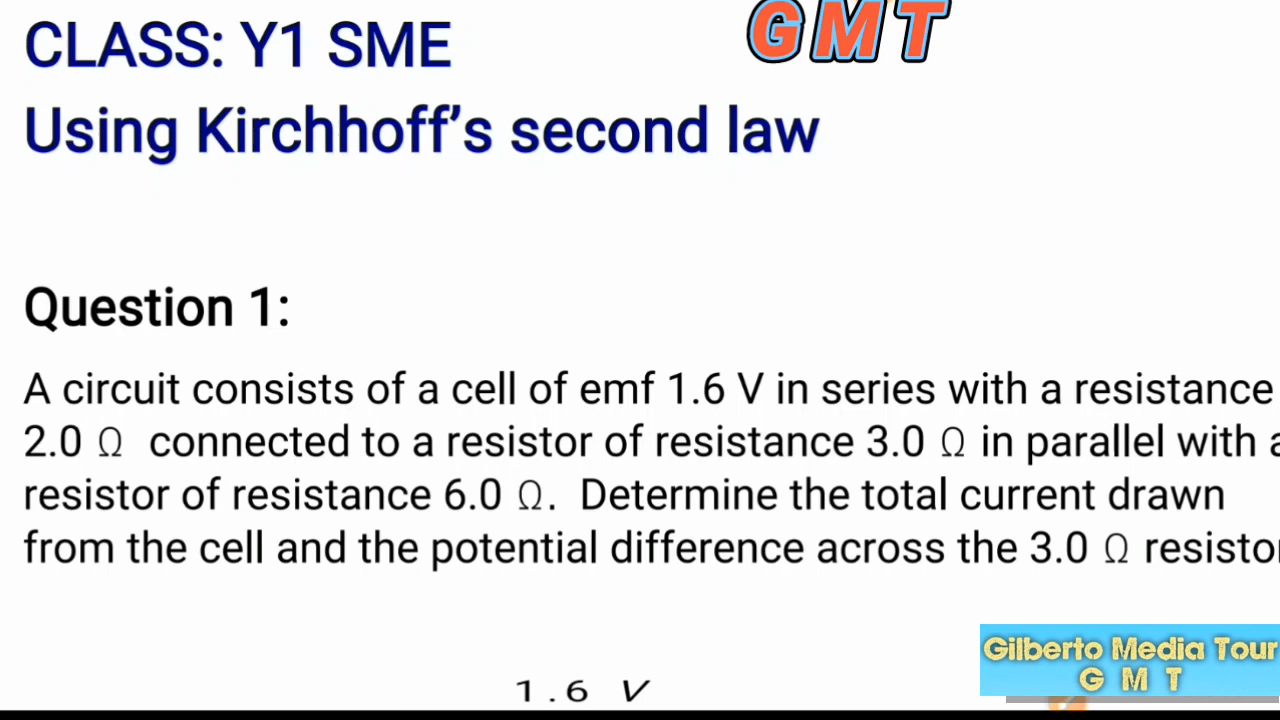 GMT
CLASS: Y1 SME
Using Kirchhoff's second law
Question 1:
A circuit consists of a cell of emf 1.6 V in series with a resistance
2.0 Ω connected to a resistor of resistance 3.0 Ω in parallel with a
resistor of resistance 6.0 Ω. Determine the total current drawn
from the cell and the potential difference across the 3.0 Ω resistor
Gilberto Media Tour
G M T
1.6 V